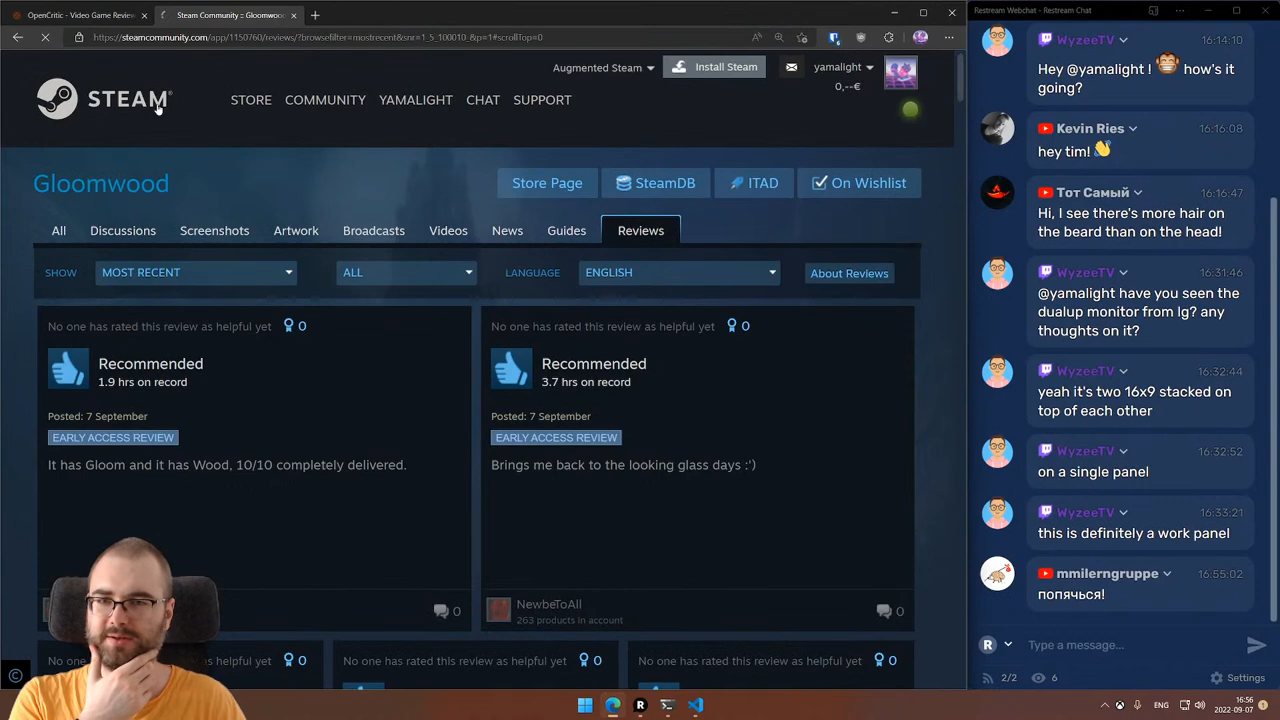 OpenCritic - Video Game Review
Steam Community :: Gloomwood
https://steamcommunity.com/app/1150760/reviews/?browsefilter=mostrecent&snr=1_5_100010_&p=1#scrollTop=0
STEAM®
STORE COMMUNITY YAMALIGHT CHAT SUPPORT
Augmented Steam
Install Steam
yamalight
0,--€
Gloomwood
Store Page
SteamDB
ITAD
On Wishlist
All Discussions Screenshots Artwork Broadcasts Videos News Guides Reviews
SHOW MOST RECENT ALL LANGUAGE ENGLISH About Reviews
No one has rated this review as helpful yet 0
Recommended
1.9 hrs on record
Posted: 7 September
EARLY ACCESS REVIEW
It has Gloom and it has Wood, 10/10 completely delivered.
0
No one has rated this review as helpful yet 0
Recommended
3.7 hrs on record
Posted: 7 September
EARLY ACCESS REVIEW
Brings me back to the looking glass days :')
NewbeToAll
263 products in account
0
No one has rated this review as helpful yet 0
No one has rated this review as helpful yet 0
No one has rated this review as helpful yet 0
Restream Webchat - Restream Chat
WyzeeTV 16:14:10
Hey @yamalight ! how's it
going?
Kevin Ries 16:16:08
hey tim!
Тот Самый 16:16:47
Hi, I see there's more hair on
the beard than on the head!
WyzeeTV 16:31:46
@yamalight have you seen the
dualup monitor from lg? any
thoughts on it?
WyzeeTV 16:32:44
yeah it's two 16x9 stacked on
top of each other
WyzeeTV 16:32:52
on a single panel
WyzeeTV 16:33:21
this is definitely a work panel
mmilerngruppe 16:55:02
попячься!
R
Type a message...
2/2 6 Settings
ENG
16:56
2022-09-07